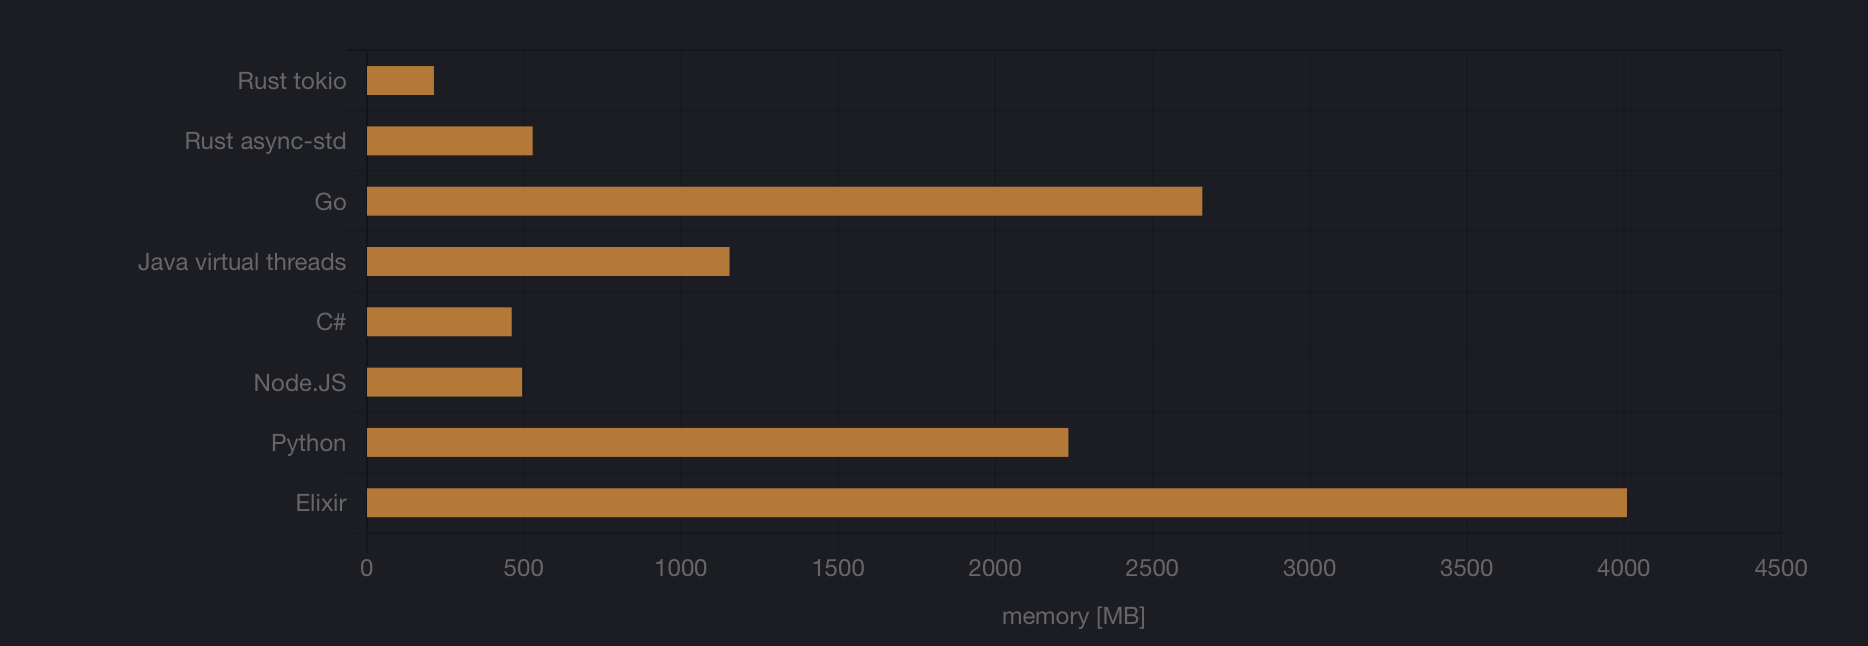 Rust tokio
Rust async-std
Go
Java virtual threads
C#
Node.JS
Python
Elixir
0 500 1000 1500 2000 2500 3000 3500 4000 4500
memory [MB]